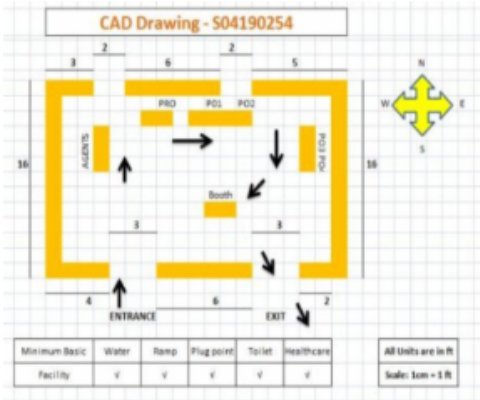 CAD Drawing - S04190254
2 2
3 6 5
N
PRO PO1 PO2
W E
S
AGENTS
PO3 PO4
16 16
Booth
3 3
4 6 2
ENTRANCE EXIT
Minimum Basic Water Ramp Plug point Toilet Healthcare
Facility √ √ √ √ √
All Units are in ft
Scale: 1cm = 1 ft